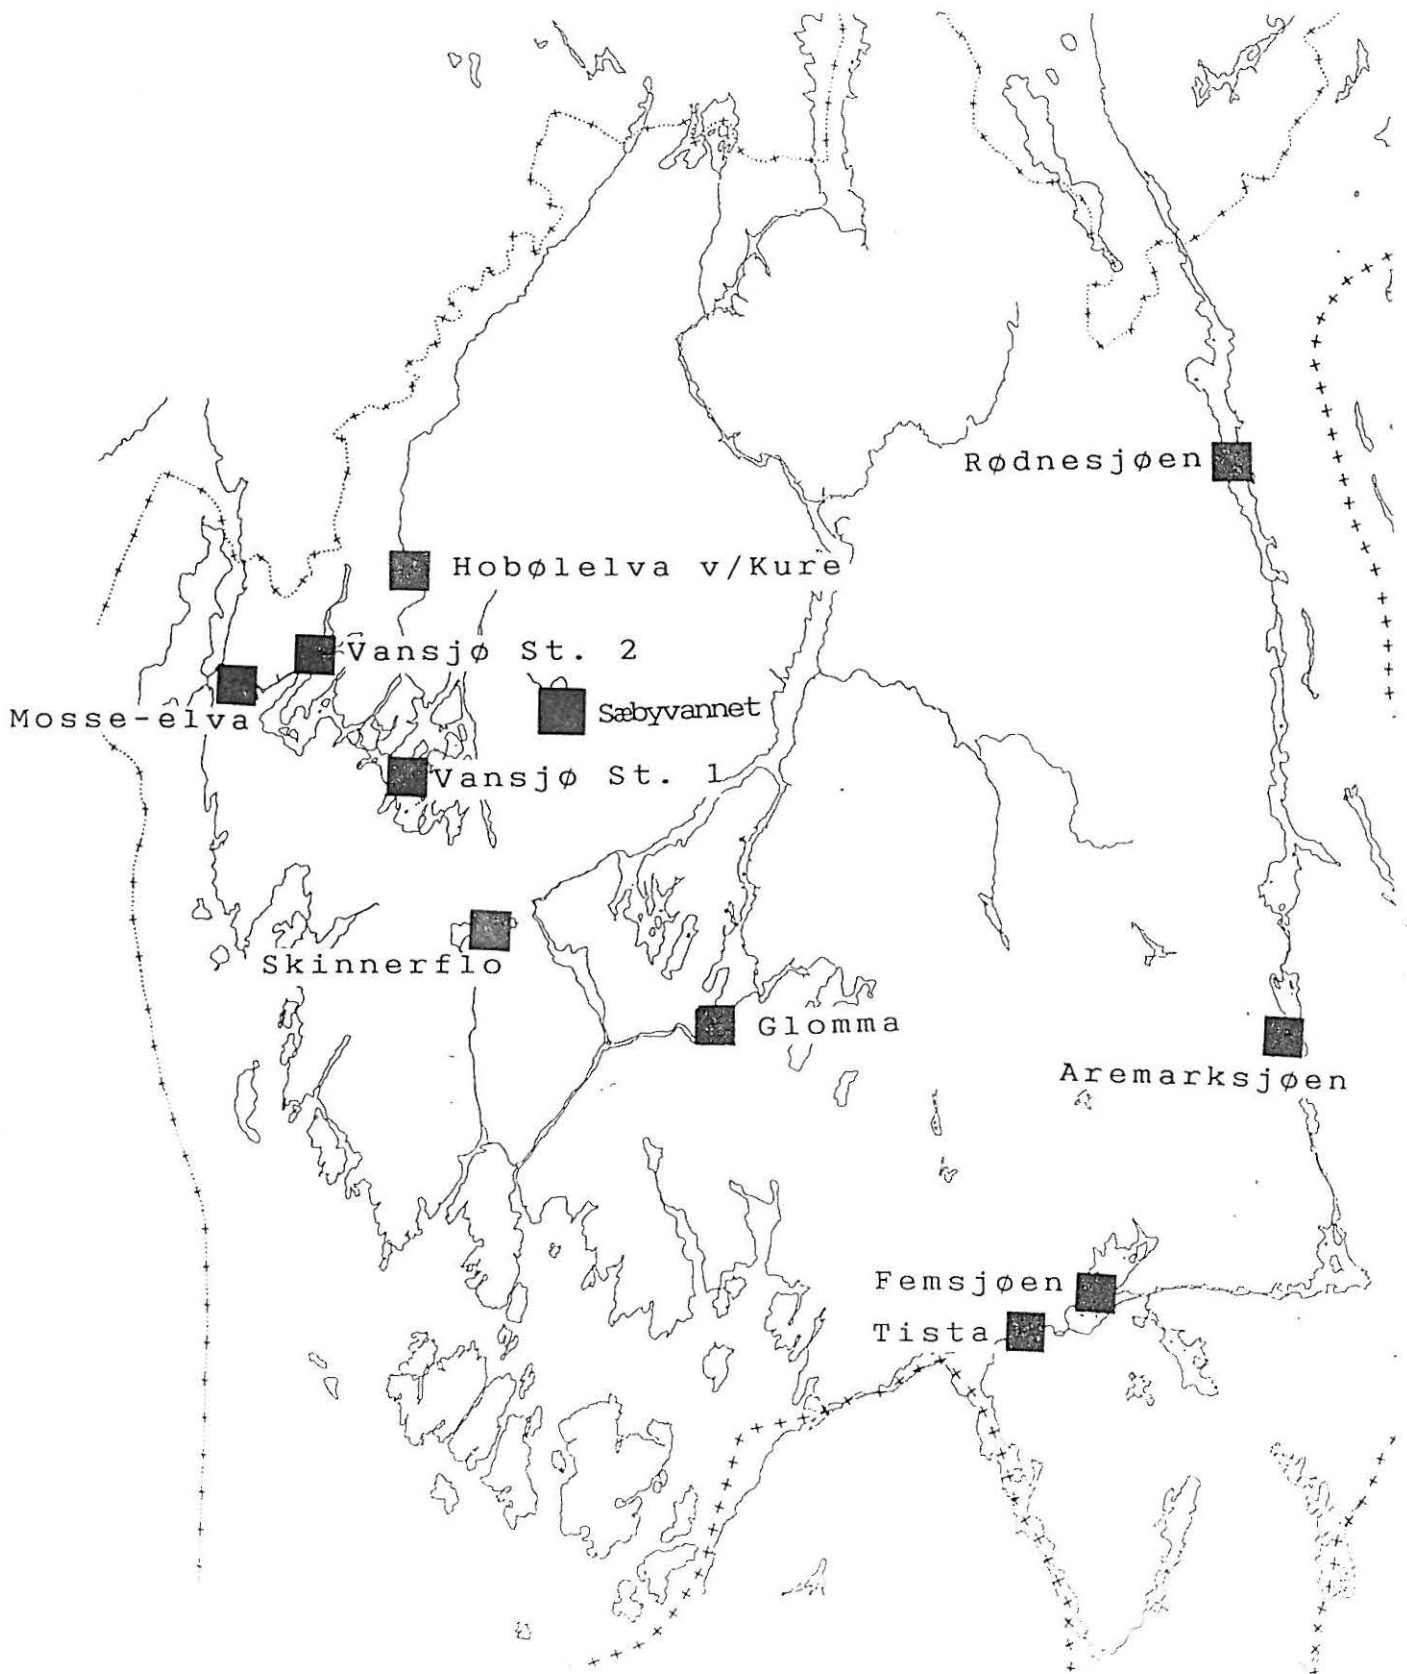 Rødnesjøen
Hobølelva v/Kure
Vansjø St. 2
Sæbyvannet
Mosse-elva
Vansjø St. 1
Skinnerflo
Glomma
Aremarksjøen
Femsjøen
Tista